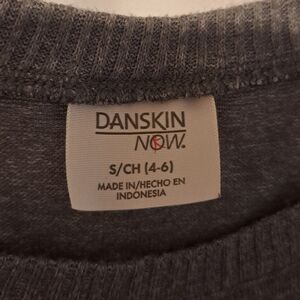 DANSKIN
NOW.
S/CH (4-6)
MADE IN/HECHO EN
INDONESIA